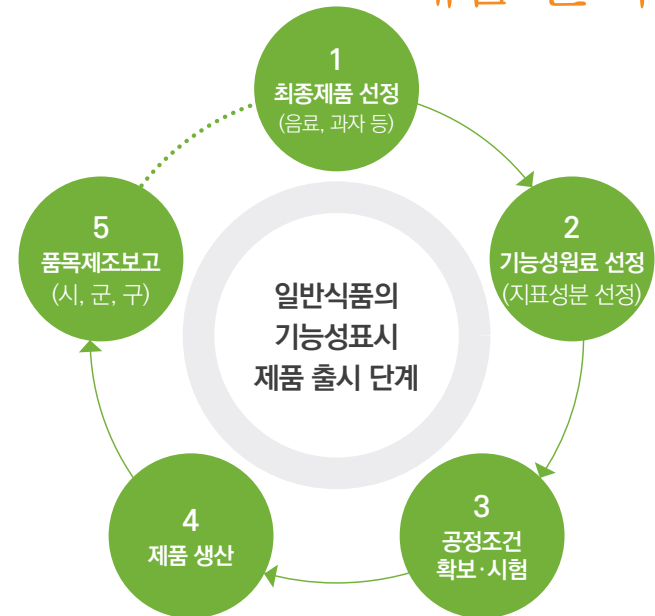 1
최종제품 선정
(음료, 과자 등)
2
기능성원료 선정
(지표성분 선정)
3
공정조건
확보·시험
4
제품 생산
5
품목제조보고
(시, 군, 구)
일반식품의
기능성표시
제품 출시 단계